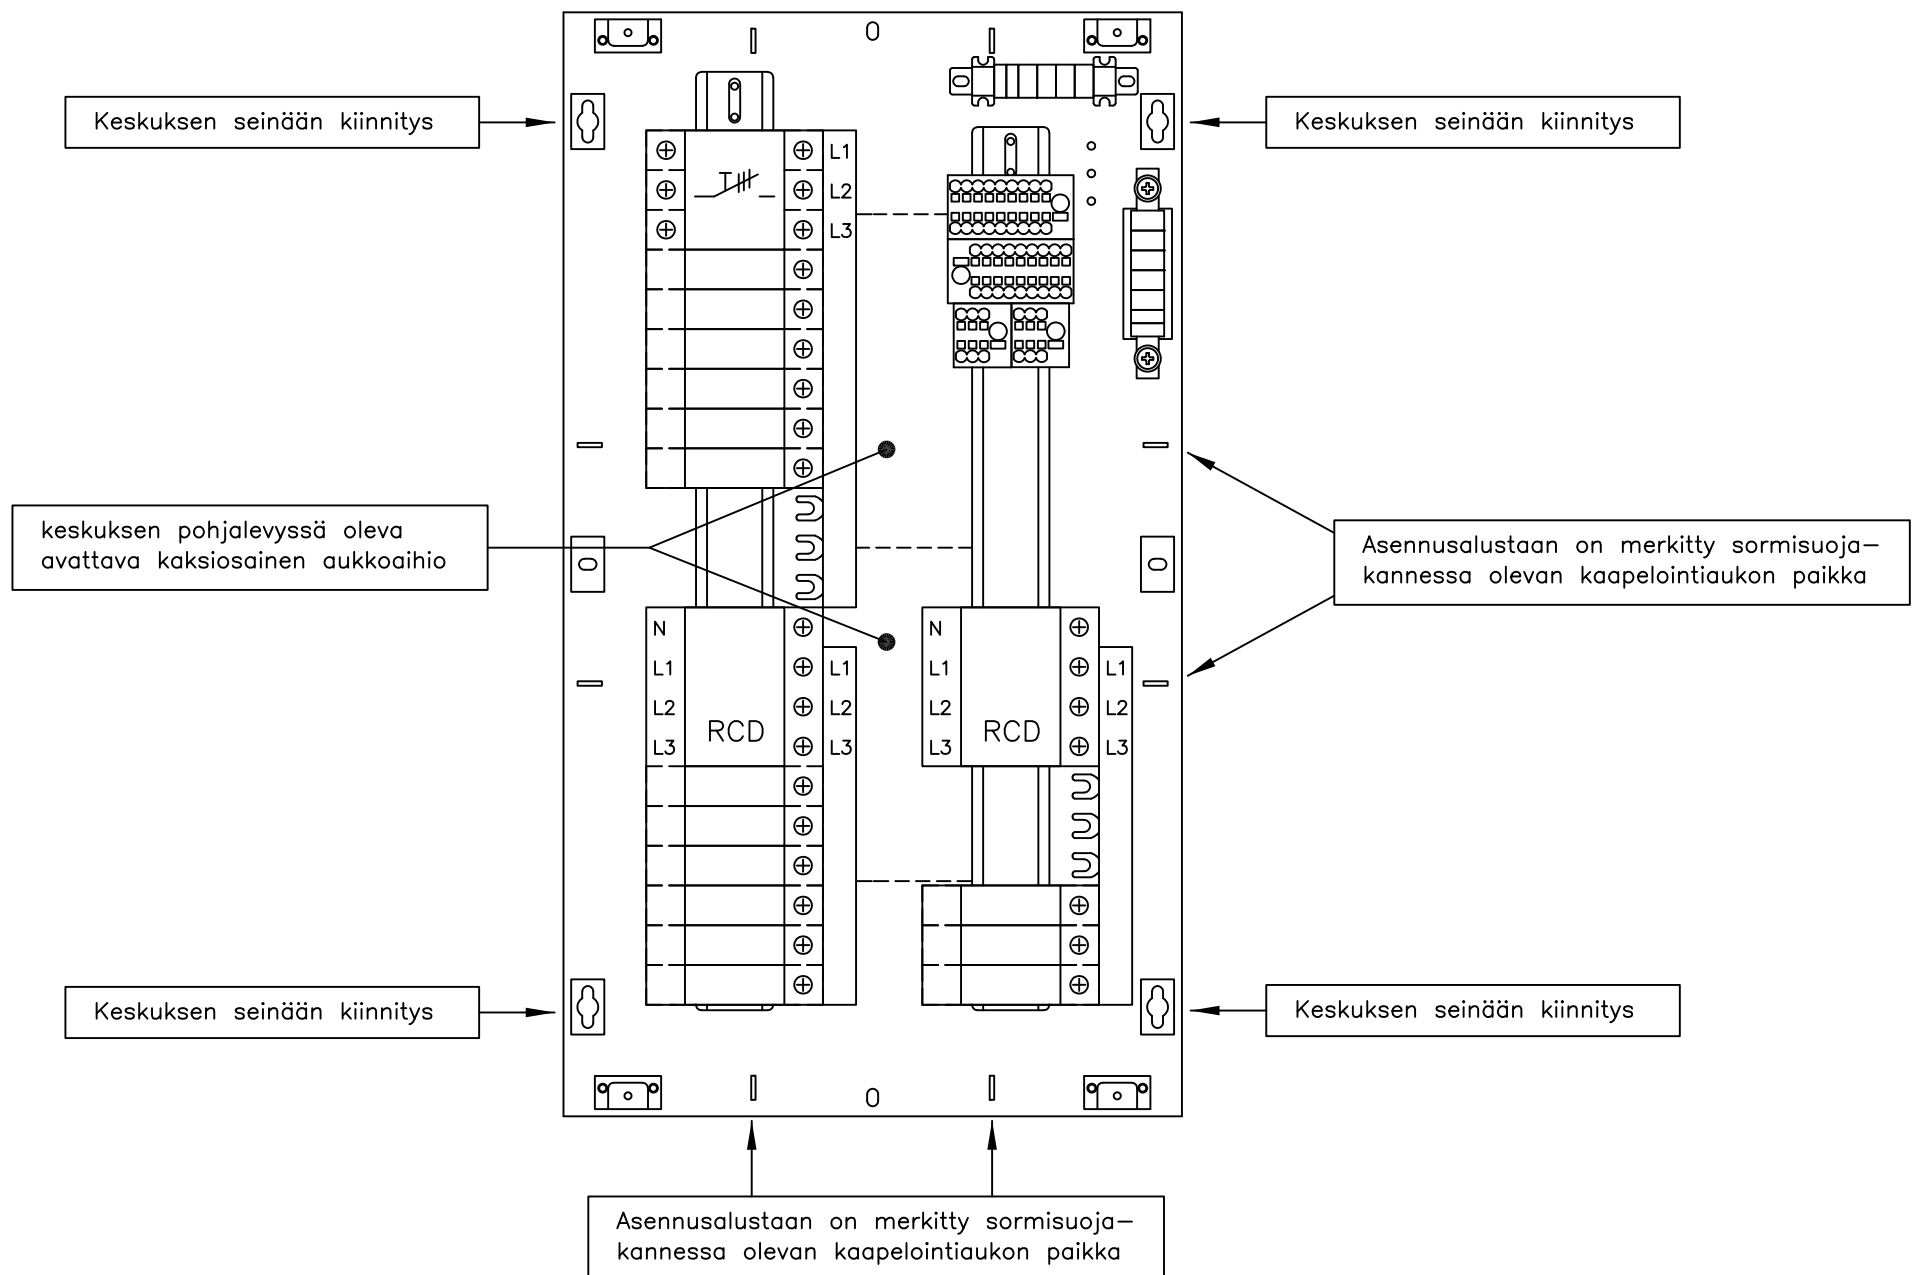 Keskuksen seinään kiinnitys
Keskuksen seinään kiinnitys
L1
L2
L3
keskuksen pohjalevyssä oleva
avattava kaksiosainen aukkoaihio
Asennusalustaan on merkitty sormisuoja-
kannessa olevan kaapelointiaukon paikka
N
L1
L2
L3
RCD
L1
L2
L3
N
L1
L2
L3
RCD
L1
L2
L3
Keskuksen seinään kiinnitys
Keskuksen seinään kiinnitys
Asennusalustaan on merkitty sormisuoja-
kannessa olevan kaapelointiaukon paikka